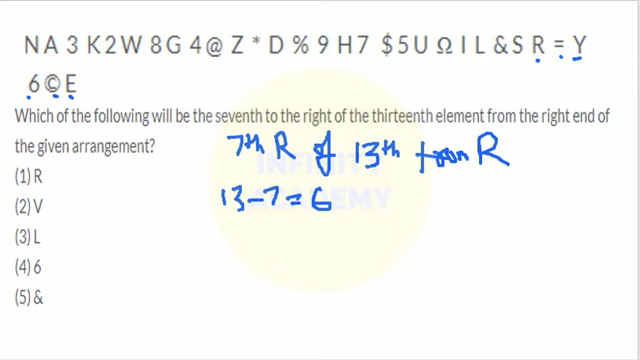 N A 3 K 2 W 8 G 4 @ Z * D % 9 H 7 $ 5 U Ω I L & S R = Y
6 © E
Which of the following will be the seventh to the right of the thirteenth element from the right end of
the given arrangement?
7th R of 13th from R
(1) R
13-7=6
(2) V
(3) L
(4) 6
(5) &
INFINITY
ACADEMY